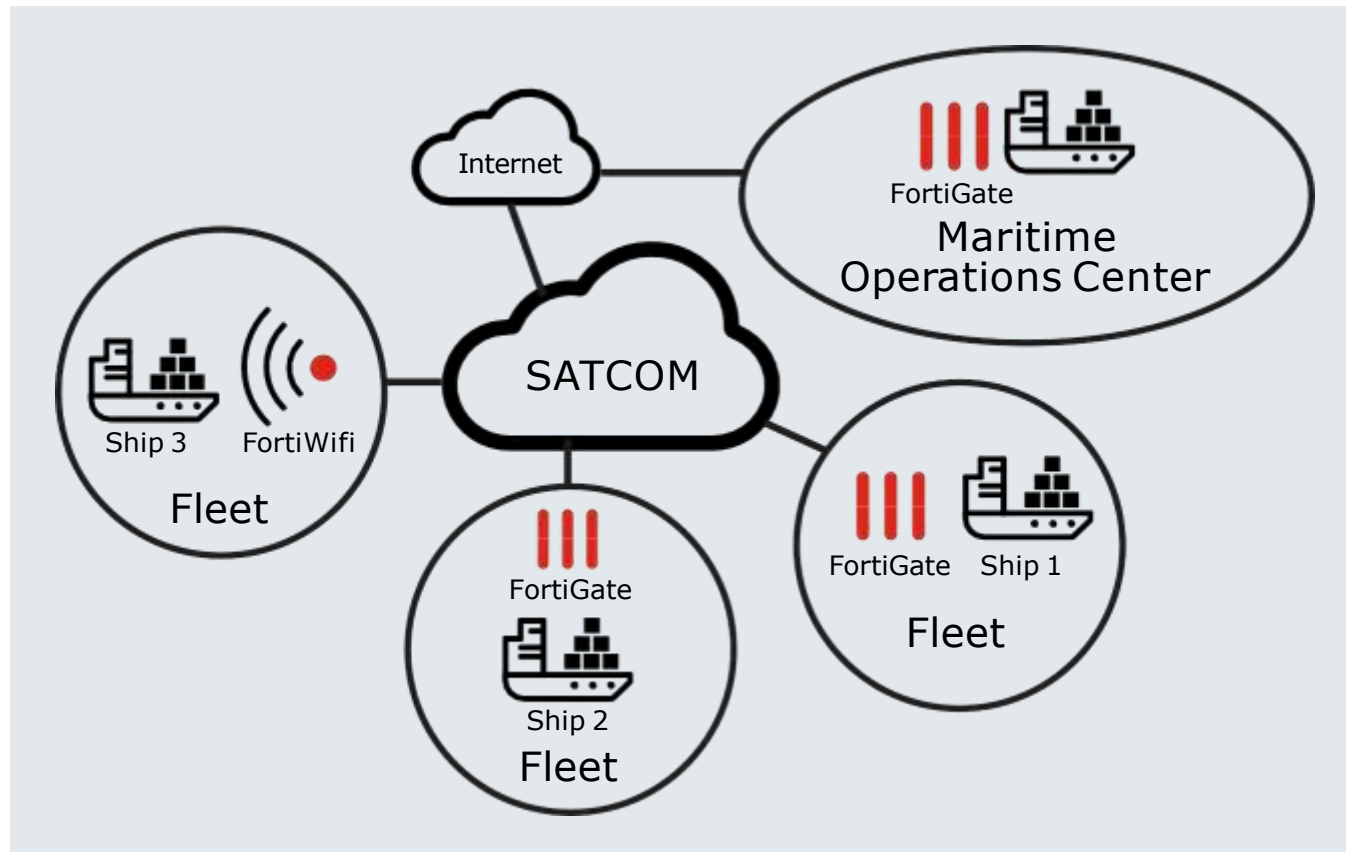 Internet
FortiGate
Maritime
Operations Center
SATCOM
Ship 3
FortiWifi
Fleet
FortiGate
Ship 2
Fleet
FortiGate
Ship 1
Fleet